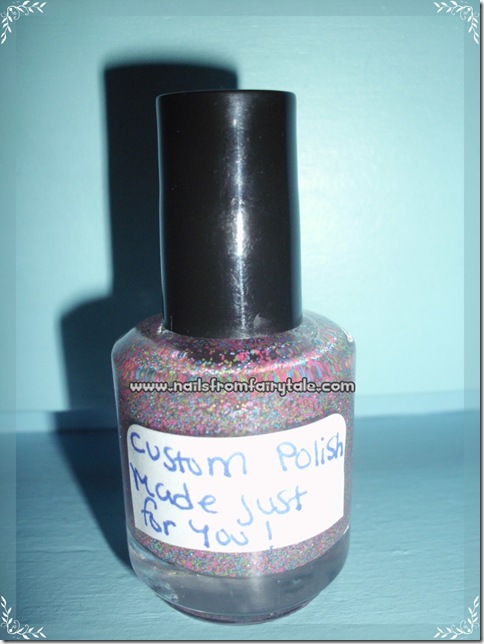 www.nailsfromfairytale.com
Custom Polish
Made Just
for You!